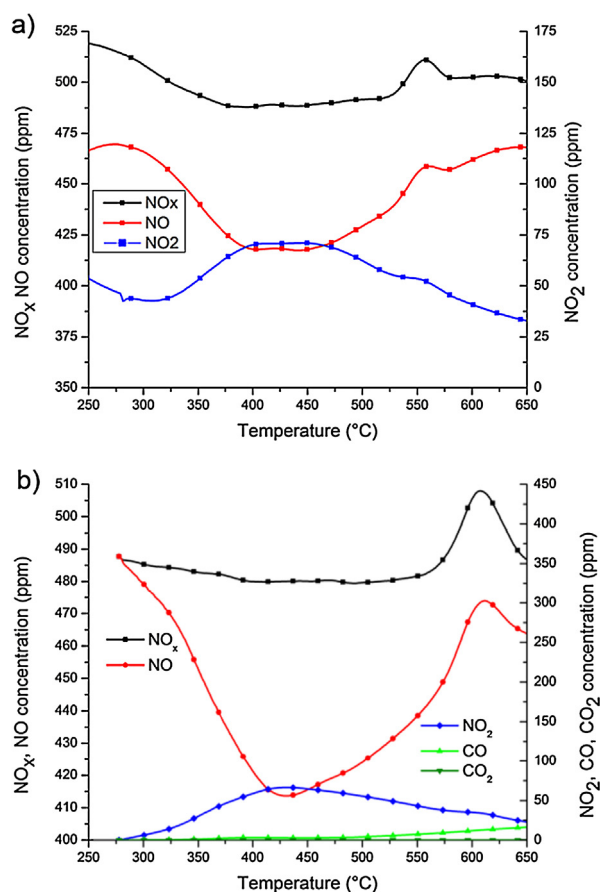 a)
525
500
475
450
425
400
375
350
NOx NO concentration (ppm)
175
150
125
100
75
50
25
0
NO2 concentration (ppm)
NOx
NO
NO2
250 300 350 400 450 500 550 600 650
Temperature (°C)
b)
510
500
490
480
470
460
450
440
430
420
410
400
NOx, NO concentration (ppm)
450
400
350
300
250
200
150
100
50
0
NO2, CO, CO2 concentration (ppm)
NOx
NO
NO2
CO
CO2
250 300 350 400 450 500 550 600 650
Temperature (°C)